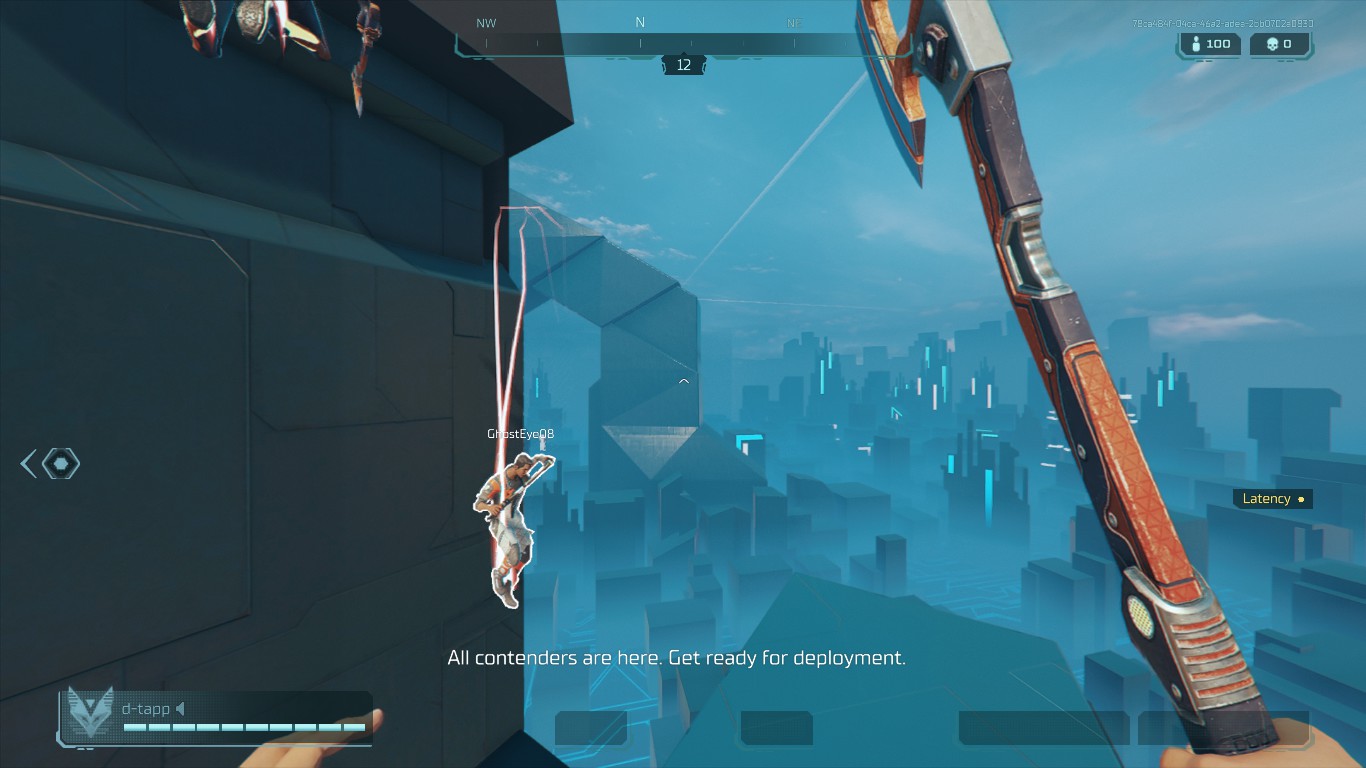 NW
N
NE
12
100
0
GhostEye08
Latency
All contenders are here. Get ready for deployment.
d-tapp